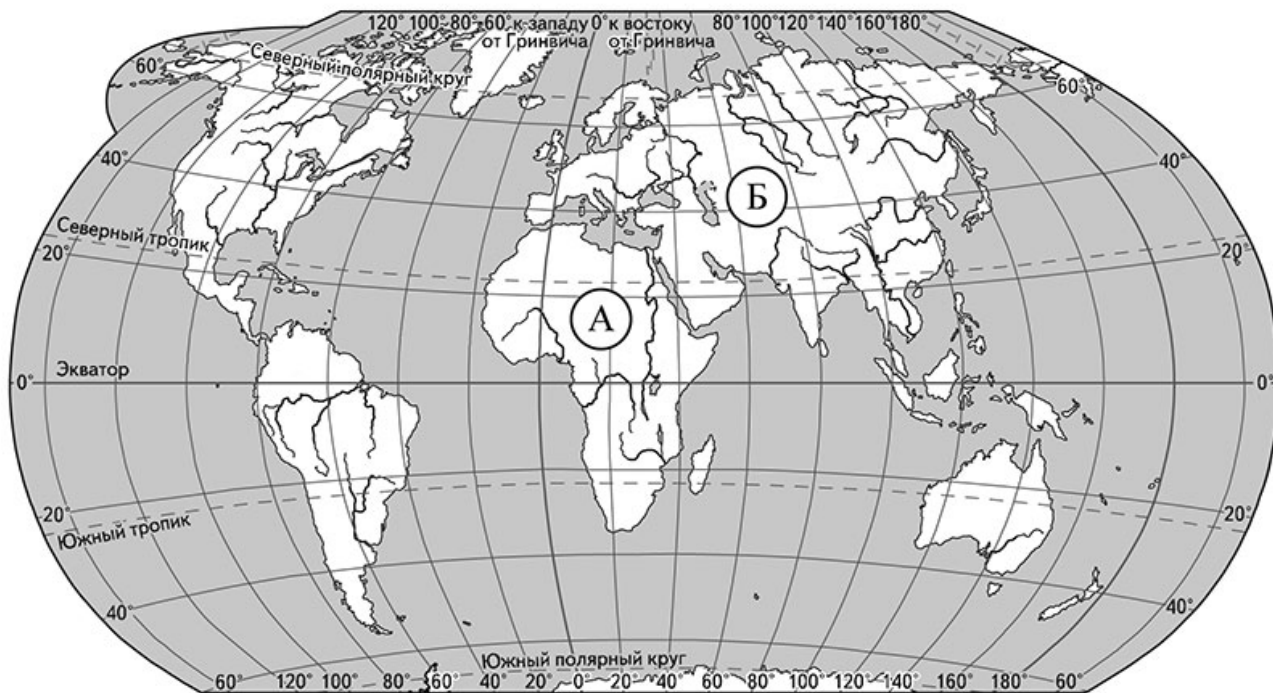 120° 100° 80° 60° к западу 0° к востоку 80° 100° 120° 140° 160° 180°
от Гринвича от Гринвича
Северный полярный круг
60° 60°
40° 40°
Б
Северный тропик
20° 20°
А
Экватор
0° 0°
20° 20°
Южный тропик
40° 40°
Южный полярный круг
60° 120° 100° 80° 60° 40° 20° 0° 20° 40° 60° 80° 100° 120° 140° 160° 180° 60°